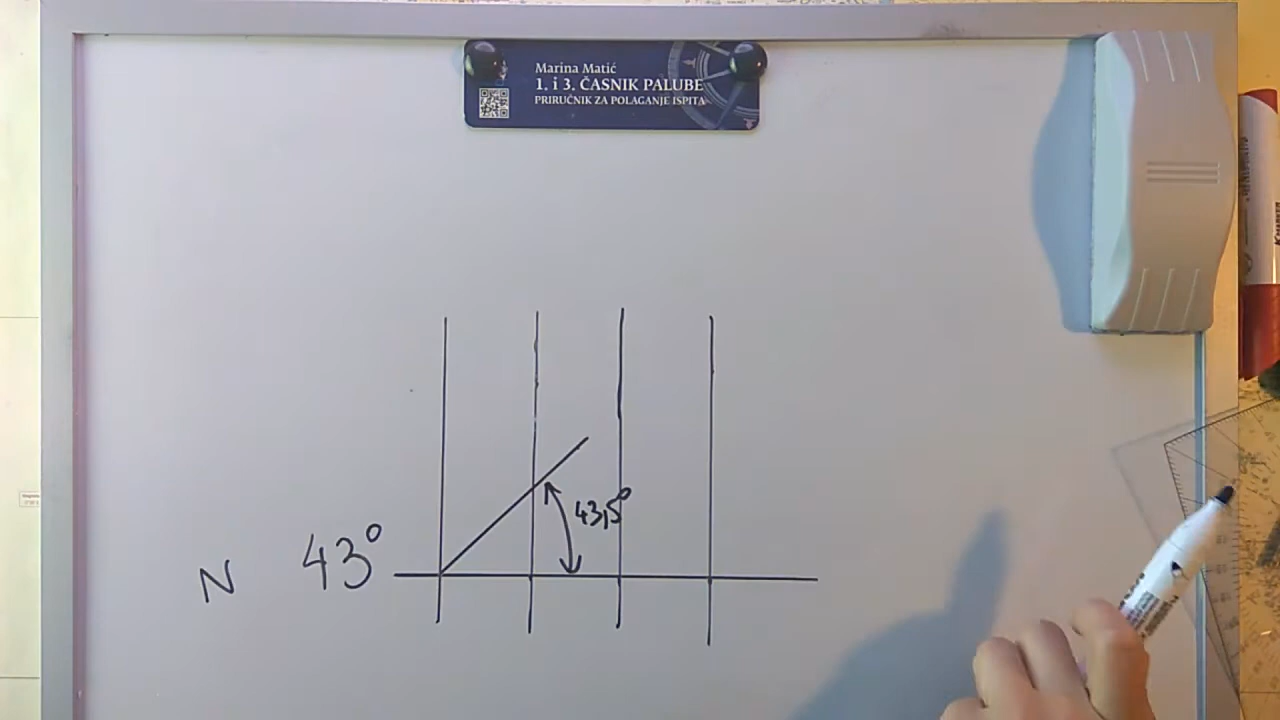 Marina Matić
1. i 3. ČASNIK PALUBE
PRIRUČNIK ZA POLAGANJE ISPITA
43,5°
N 43°